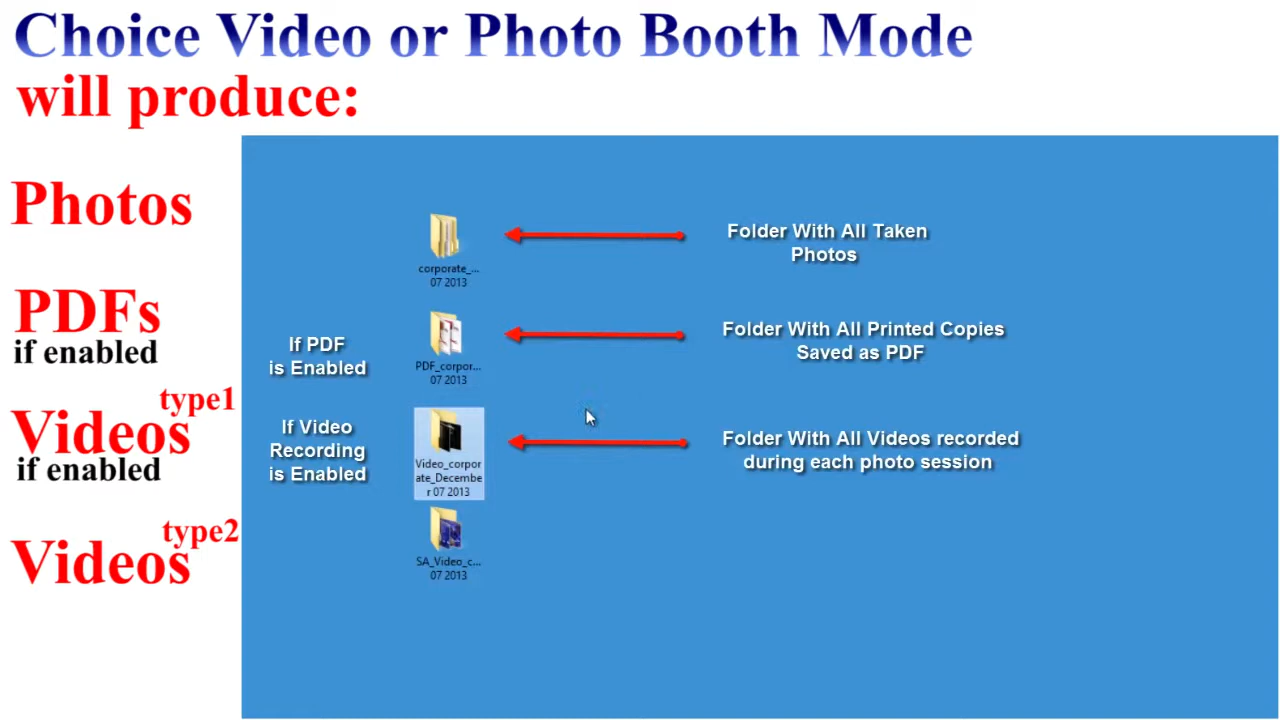 Choice Video or Photo Booth Mode
will produce:
Photos
Folder With All Taken
Photos
corporate_...
07 2013
PDFs
if enabled
If PDF
is Enabled
PDF_corpor...
07 2013
Folder With All Printed Copies
Saved as PDF
type1
Videos
if enabled
If Video
Recording
is Enabled
Video_corpor
ate_Decembe
r 07 2013
Folder With All Videos recorded
during each photo session
type2
Videos
SA_Video_c...
07 2013